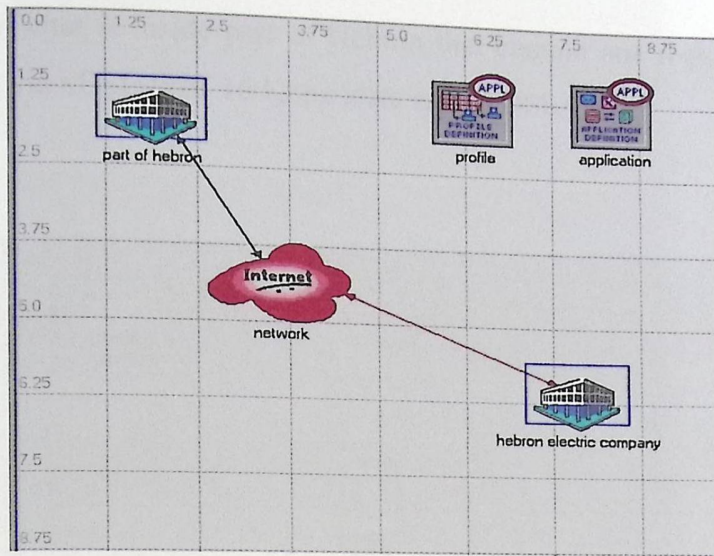 0.0 1.25 2.5 3.75 5.0 6.25 7.5 8.75
1.25
2.5
3.75
5.0
6.25
7.5
8.75
part of hebron
APPL
PROFILE
DEFINITION
profile
APPL
APPLICATION
DEFINITION
application
Internet
network
hebron electric company